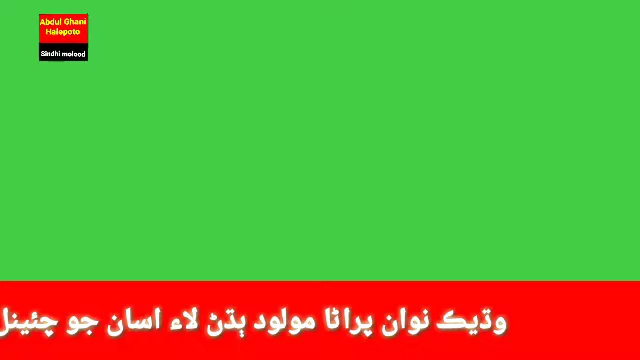 Abdul Ghani
Halepoto
Sindhi molood
وڌيڪ نوان پراڻا مولود ٻڌڻ لاءِ اسان جو چئينل